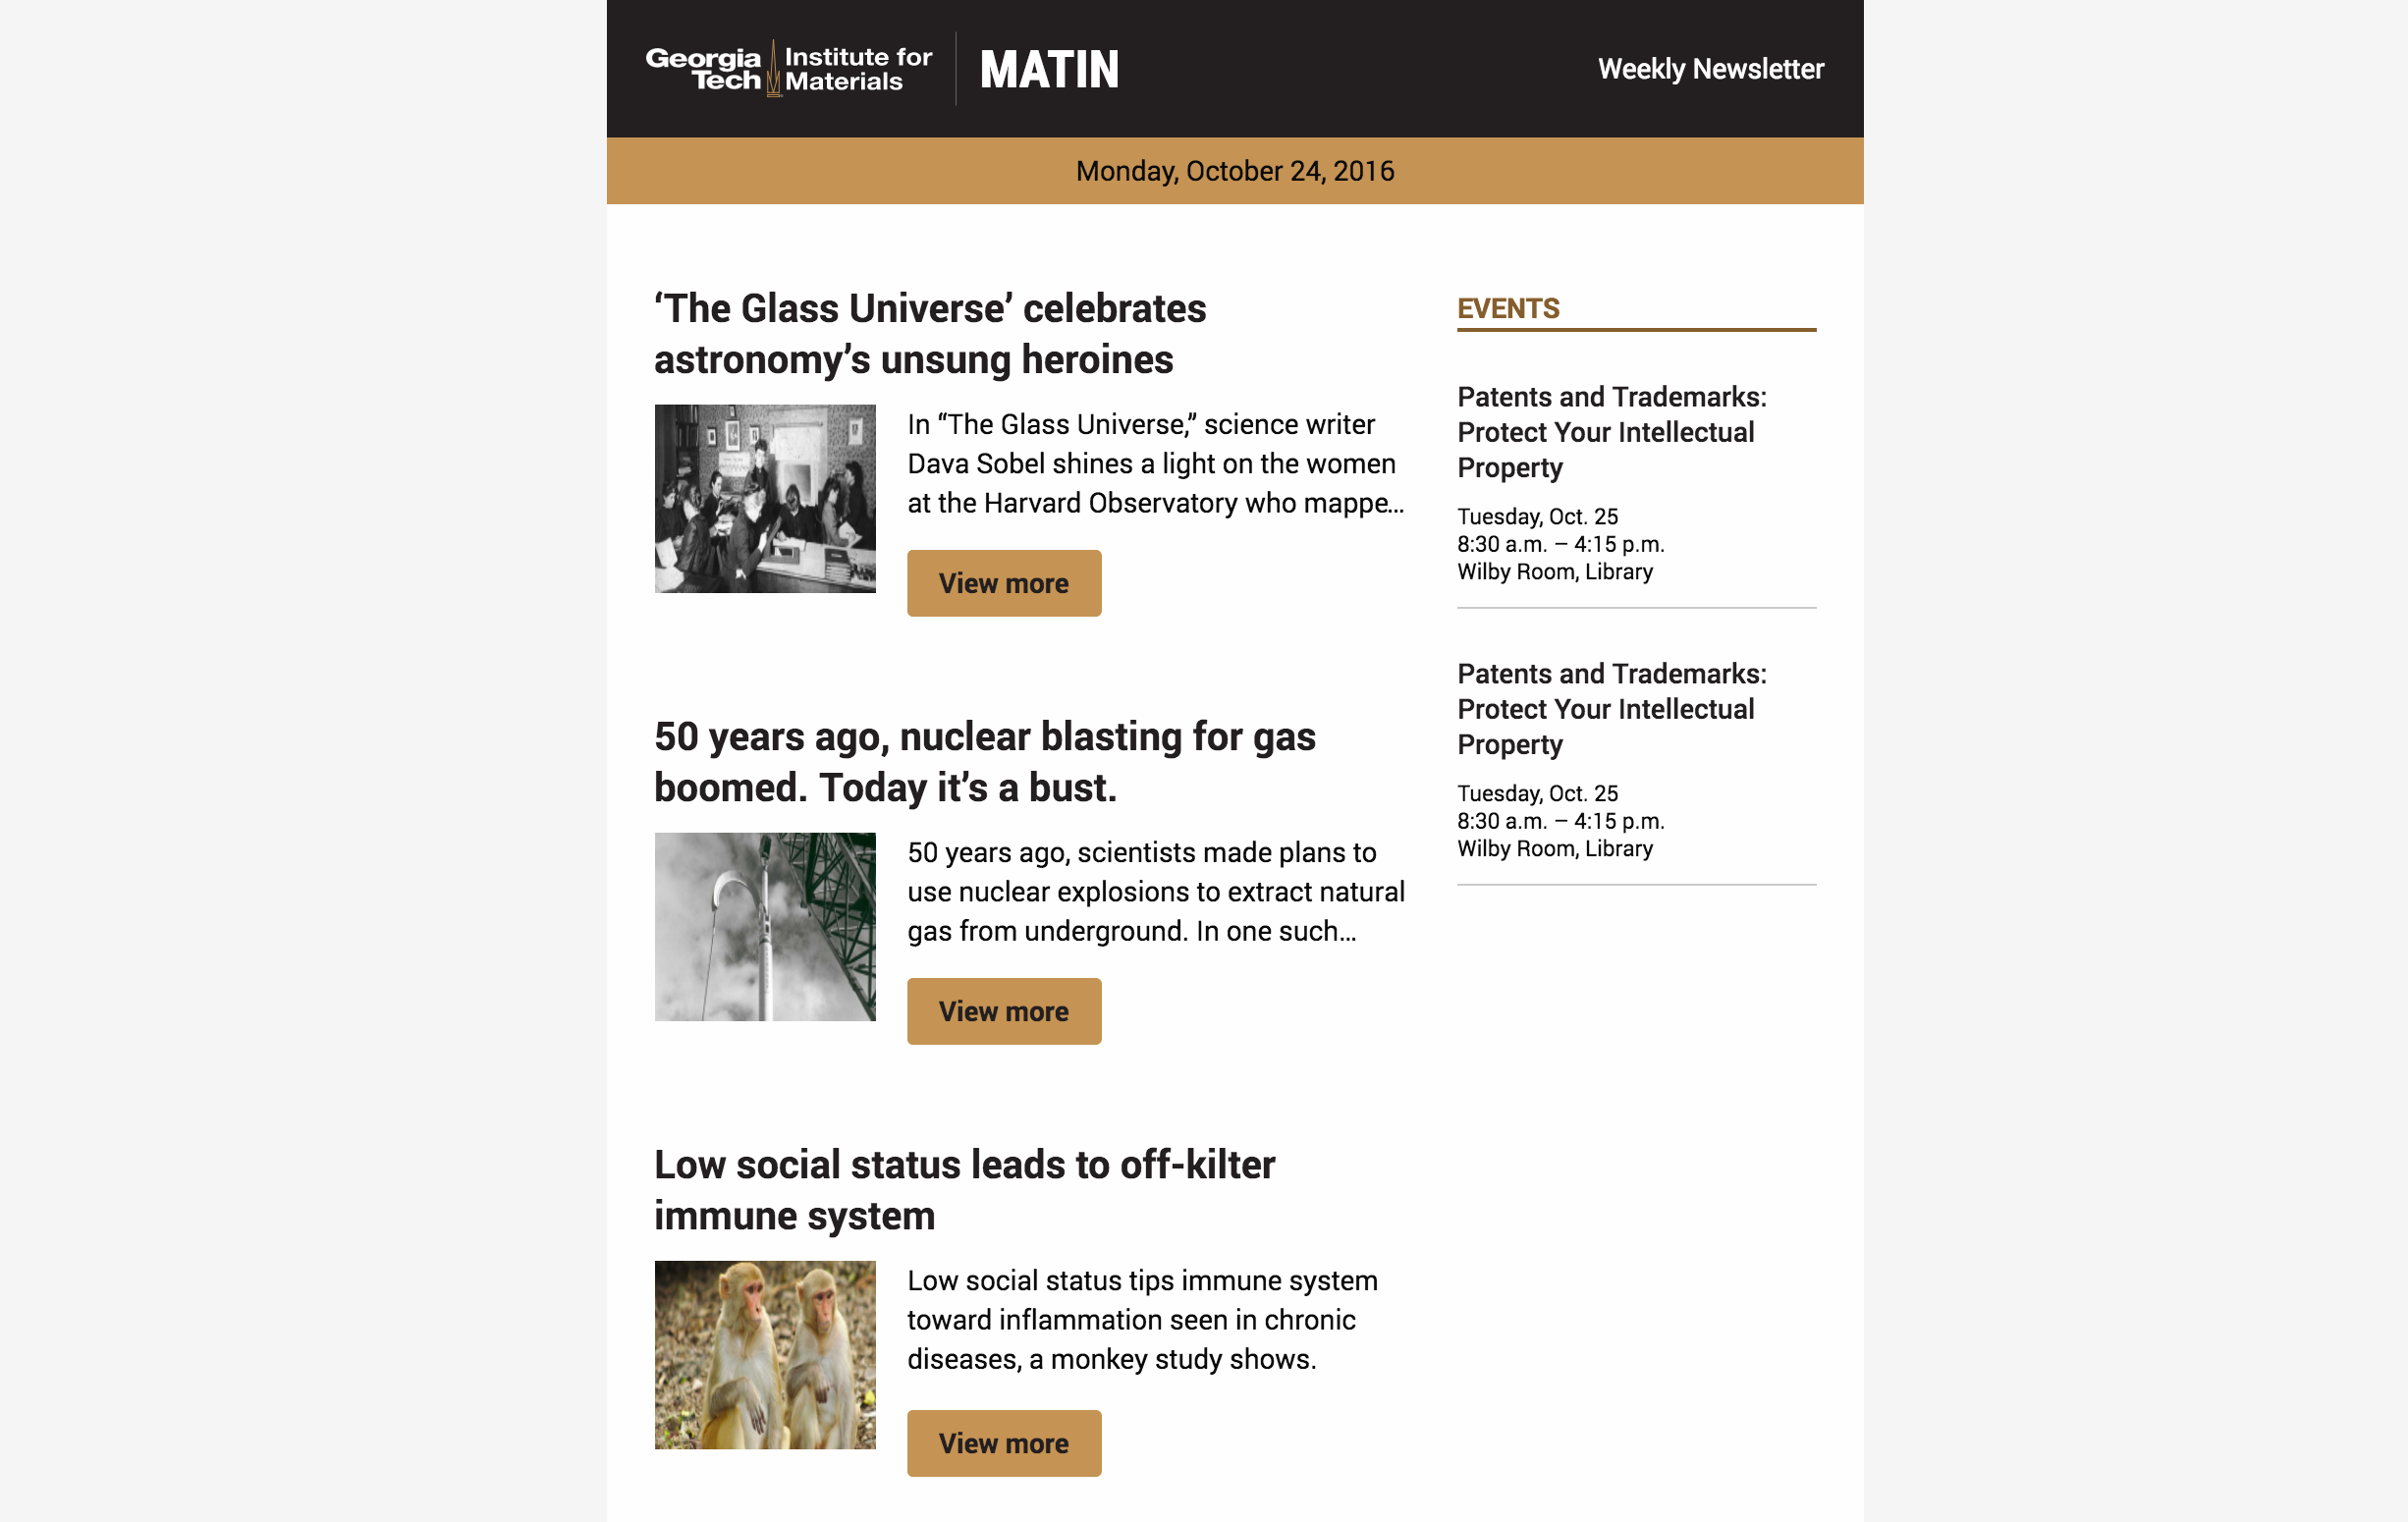 Georgia Tech Institute for Materials
MATIN
Weekly Newsletter
Monday, October 24, 2016
‘The Glass Universe’ celebrates
astronomy’s unsung heroines
In “The Glass Universe,” science writer
Dava Sobel shines a light on the women
at the Harvard Observatory who mappe...
View more
50 years ago, nuclear blasting for gas
boomed. Today it’s a bust.
50 years ago, scientists made plans to
use nuclear explosions to extract natural
gas from underground. In one such...
View more
Low social status leads to off-kilter
immune system
Low social status tips immune system
toward inflammation seen in chronic
diseases, a monkey study shows.
View more
EVENTS
Patents and Trademarks:
Protect Your Intellectual
Property
Tuesday, Oct. 25
8:30 a.m. – 4:15 p.m.
Wilby Room, Library
Patents and Trademarks:
Protect Your Intellectual
Property
Tuesday, Oct. 25
8:30 a.m. – 4:15 p.m.
Wilby Room, Library